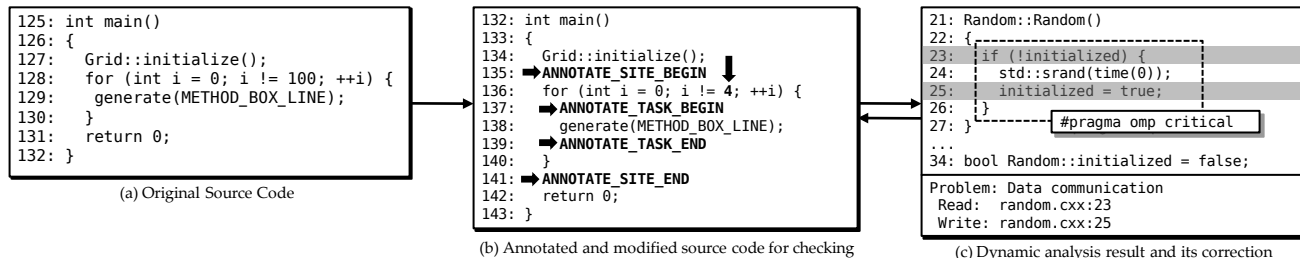 125: int main()
126: {
127:   Grid::initialize();
128:   for (int i = 0; i != 100; ++i) {
129:    generate(METHOD_BOX_LINE);
130:   }
131:   return 0;
132: }
(a) Original Source Code
132: int main()
133: {
134:   Grid::initialize();
135: ANNOTATE_SITE_BEGIN
136:   for (int i = 0; i != 4; ++i) {
137:     ANNOTATE_TASK_BEGIN
138:     generate(METHOD_BOX_LINE);
139:     ANNOTATE_TASK_END
140:   }
141: ANNOTATE_SITE_END
142:   return 0;
143: }
(b) Annotated and modified source code for checking
21: Random::Random()
22: {
23:   if (!initialized) {
24:     std::srand(time(0));
25:     initialized = true;
26:   }
27: }
#pragma omp critical
...
34: bool Random::initialized = false;
Problem: Data communication
Read:  random.cxx:23
Write: random.cxx:25
(c) Dynamic analysis result and its correction